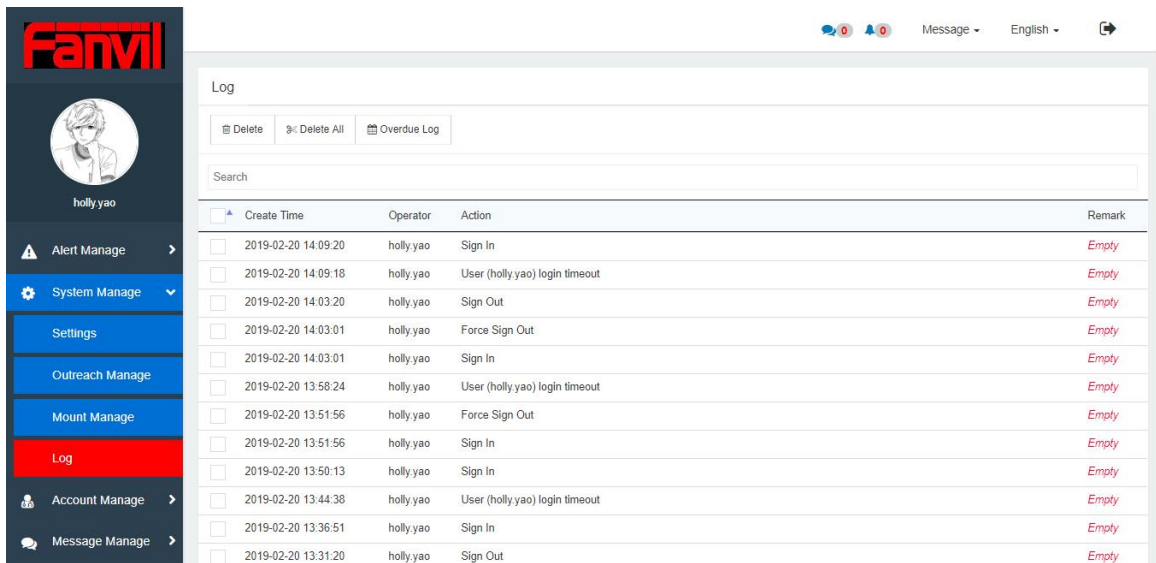 Fanvil
0 0 Message English
holly.yao
Alert Manage
System Manage
Settings
Outreach Manage
Mount Manage
Log
Account Manage
Message Manage
Log
Delete Delete All Overdue Log
Search
Create Time Operator Action Remark
2019-02-20 14:09:20 holly.yao Sign In Empty
2019-02-20 14:09:18 holly.yao User (holly.yao) login timeout Empty
2019-02-20 14:03:20 holly.yao Sign Out Empty
2019-02-20 14:03:01 holly.yao Force Sign Out Empty
2019-02-20 14:03:01 holly.yao Sign In Empty
2019-02-20 13:58:24 holly.yao User (holly.yao) login timeout Empty
2019-02-20 13:51:56 holly.yao Force Sign Out Empty
2019-02-20 13:51:56 holly.yao Sign In Empty
2019-02-20 13:50:13 holly.yao Sign In Empty
2019-02-20 13:44:38 holly.yao User (holly.yao) login timeout Empty
2019-02-20 13:36:51 holly.yao Sign In Empty
2019-02-20 13:31:20 holly.yao Sign Out Empty